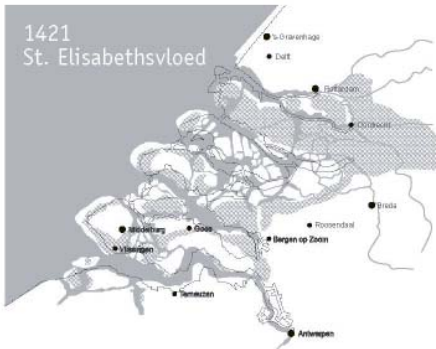 1421
St. Elisabethsvloed
's-Gravenhage
Delft
Rotterdam
Dordrecht
Breda
Roosendaal
Bergen op Zoom
Middelburg
Goes
Vlissingen
Terneuzen
Antwerpen